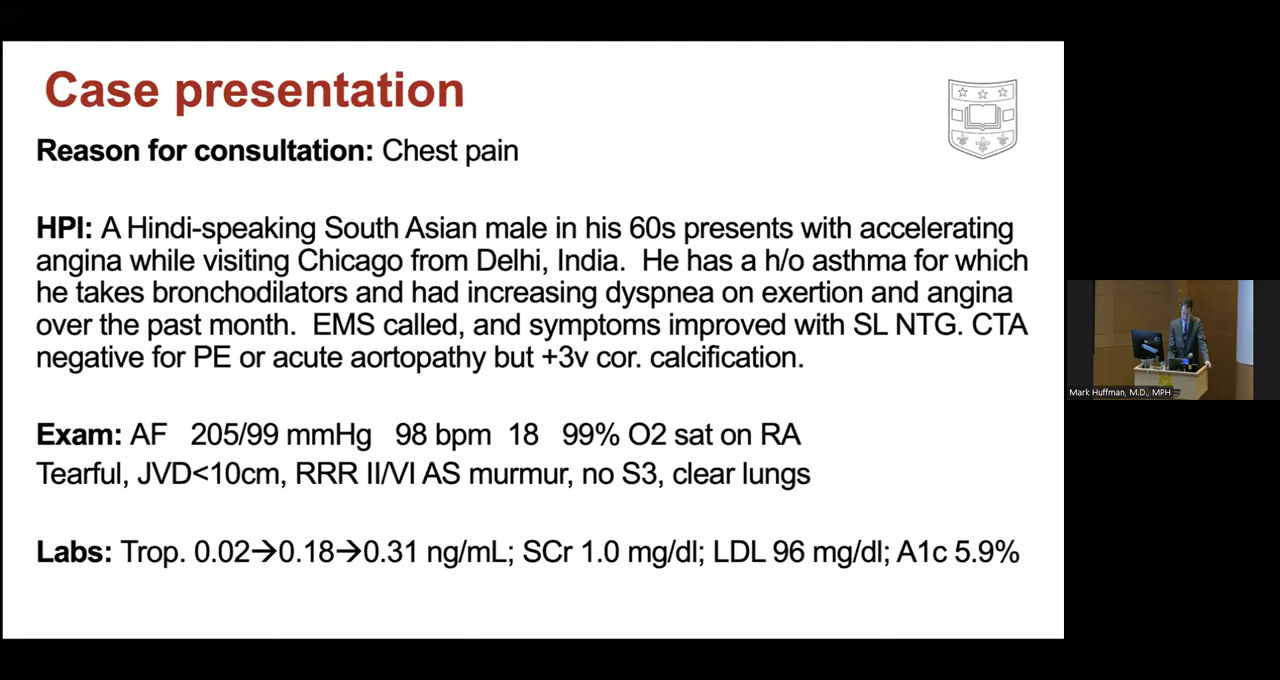 Case presentation
Reason for consultation: Chest pain
HPI: A Hindi-speaking South Asian male in his 60s presents with accelerating
angina while visiting Chicago from Delhi, India.  He has a h/o asthma for which
he takes bronchodilators and had increasing dyspnea on exertion and angina
over the past month.  EMS called, and symptoms improved with SL NTG. CTA
negative for PE or acute aortopathy but +3v cor. calcification.
Exam: AF   205/99 mmHg   98 bpm  18   99% O2 sat on RA
Tearful, JVD<10cm, RRR II/VI AS murmur, no S3, clear lungs
Labs: Trop. 0.02→0.18→0.31 ng/mL; SCr 1.0 mg/dl; LDL 96 mg/dl; A1c 5.9%
Mark Huffman, M.D., MPH